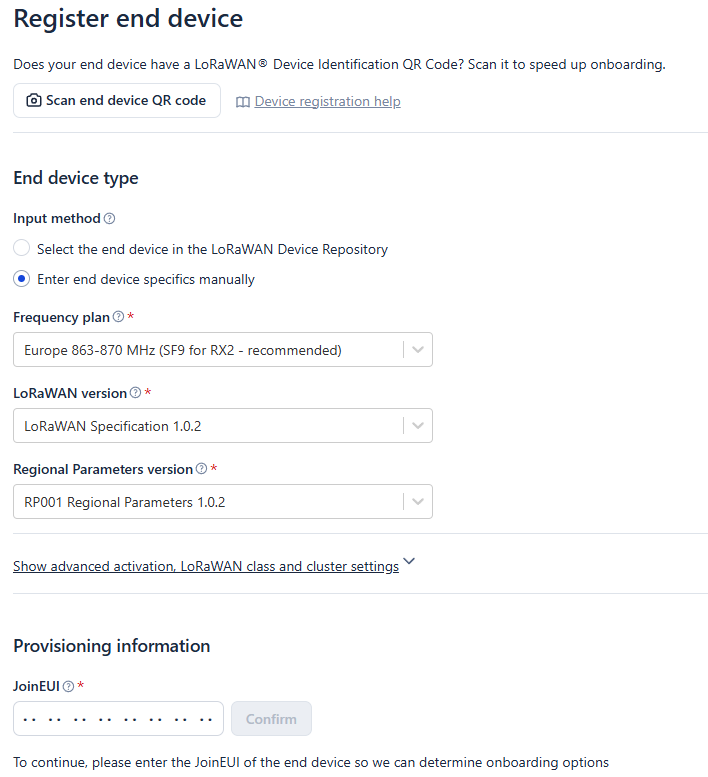 Register end device
Does your end device have a LoRaWAN® Device Identification QR Code? Scan it to speed up onboarding.
Scan end device QR code
Device registration help
End device type
Input method
Select the end device in the LoRaWAN Device Repository
Enter end device specifics manually
Frequency plan *
Europe 863-870 MHz (SF9 for RX2 - recommended)
LoRaWAN version *
LoRaWAN Specification 1.0.2
Regional Parameters version *
RP001 Regional Parameters 1.0.2
Show advanced activation, LoRaWAN class and cluster settings
Provisioning information
JoinEUI *
·· ·· ·· ·· ·· ·· ·· ··
Confirm
To continue, please enter the JoinEUI of the end device so we can determine onboarding options